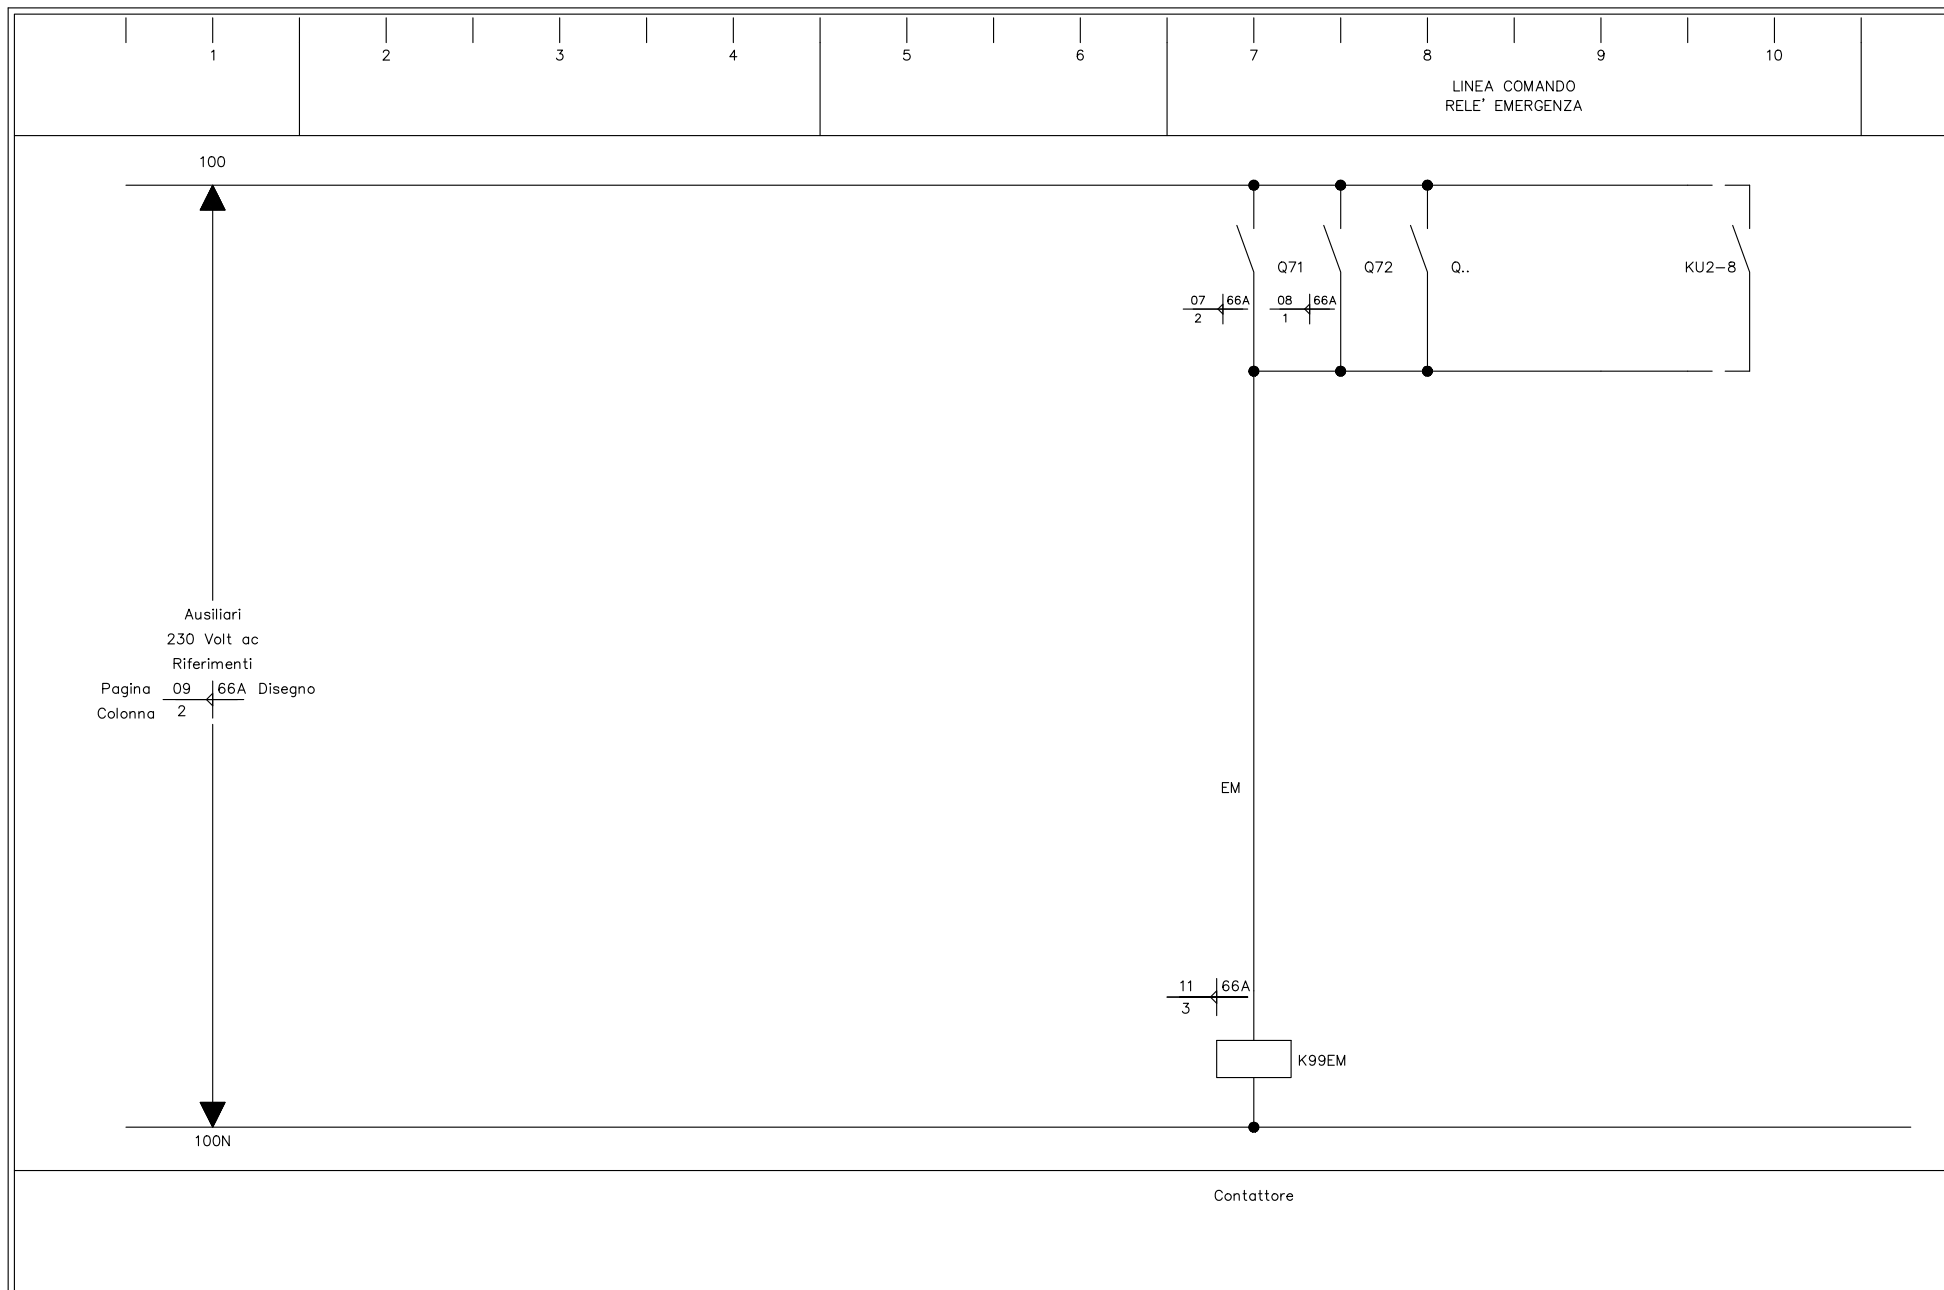 1 2 3 4 5 6 7 8 9 10
LINEA COMANDO
RELE' EMERGENZA
100
Q71 Q72 Q.. KU2-8
07 66A 08 66A
2 1
Ausiliari
230 Volt ac
Riferimenti
Pagina 09 66A Disegno
Colonna 2
EM
11 66A
3
K99EM
100N
Contattore